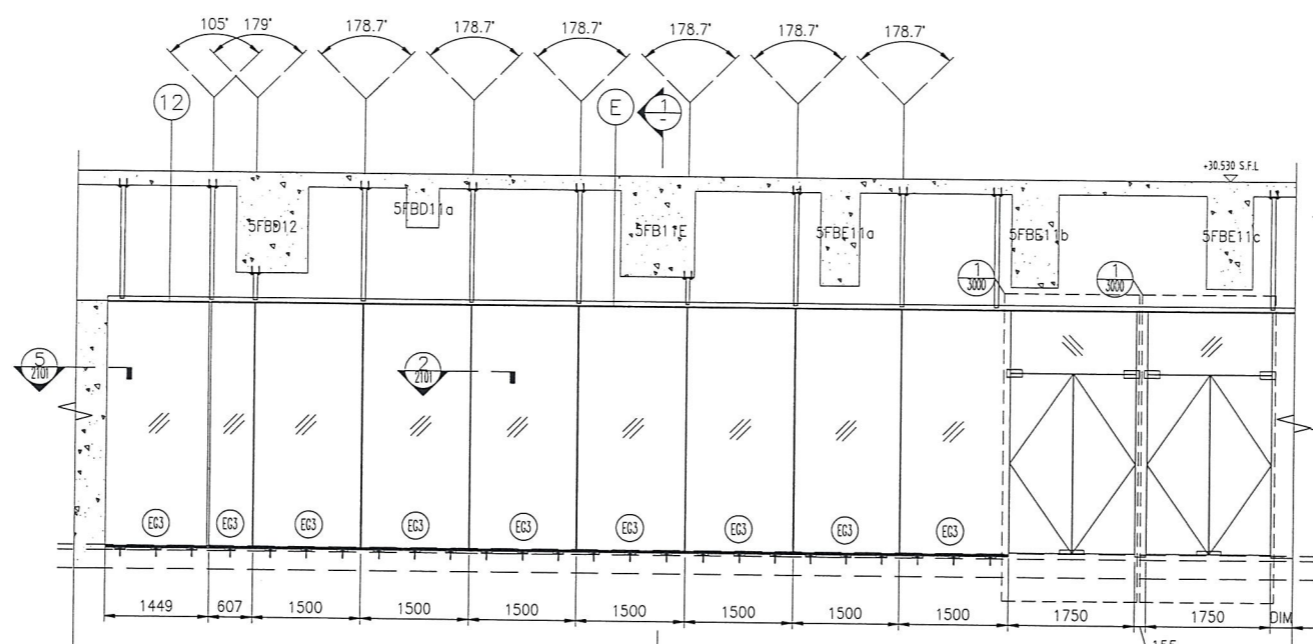 105° 179° 178.7° 178.7° 178.7° 178.7° 178.7° 178.7°
12 E 1
-
+30.530 S.F.L
5FBD12 5FBD11a 5FB11E 5FBE11a 5FBE11b 5FBE11c
1 1
3000 3000
5 2
2101 2101
EG3 EG3 EG3 EG3 EG3 EG3 EG3 EG3 EG3
1449 607 1500 1500 1500 1500 1500 1500 1500 1750 1750 DIM
155